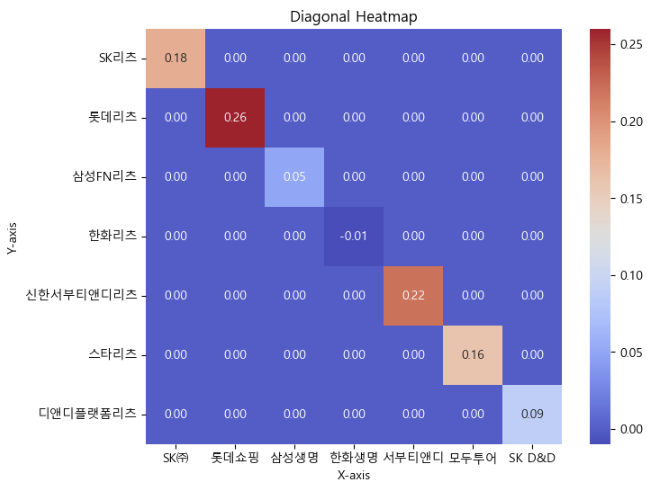 Diagonal Heatmap
SK리츠 0.18 0.00 0.00 0.00 0.00 0.00 0.00
롯데리츠 0.00 0.26 0.00 0.00 0.00 0.00 0.00
삼성FN리츠 0.00 0.00 0.05 0.00 0.00 0.00 0.00
한화리츠 0.00 0.00 0.00 -0.01 0.00 0.00 0.00
신한서부티앤디리츠 0.00 0.00 0.00 0.00 0.22 0.00 0.00
스타리츠 0.00 0.00 0.00 0.00 0.00 0.16 0.00
디앤디플랫폼리츠 0.00 0.00 0.00 0.00 0.00 0.00 0.09
SK㈜ 롯데쇼핑 삼성생명 한화생명 서부티앤디 모두투어 SK D&D
X-axis
Y-axis
0.25
0.20
0.15
0.10
0.05
0.00